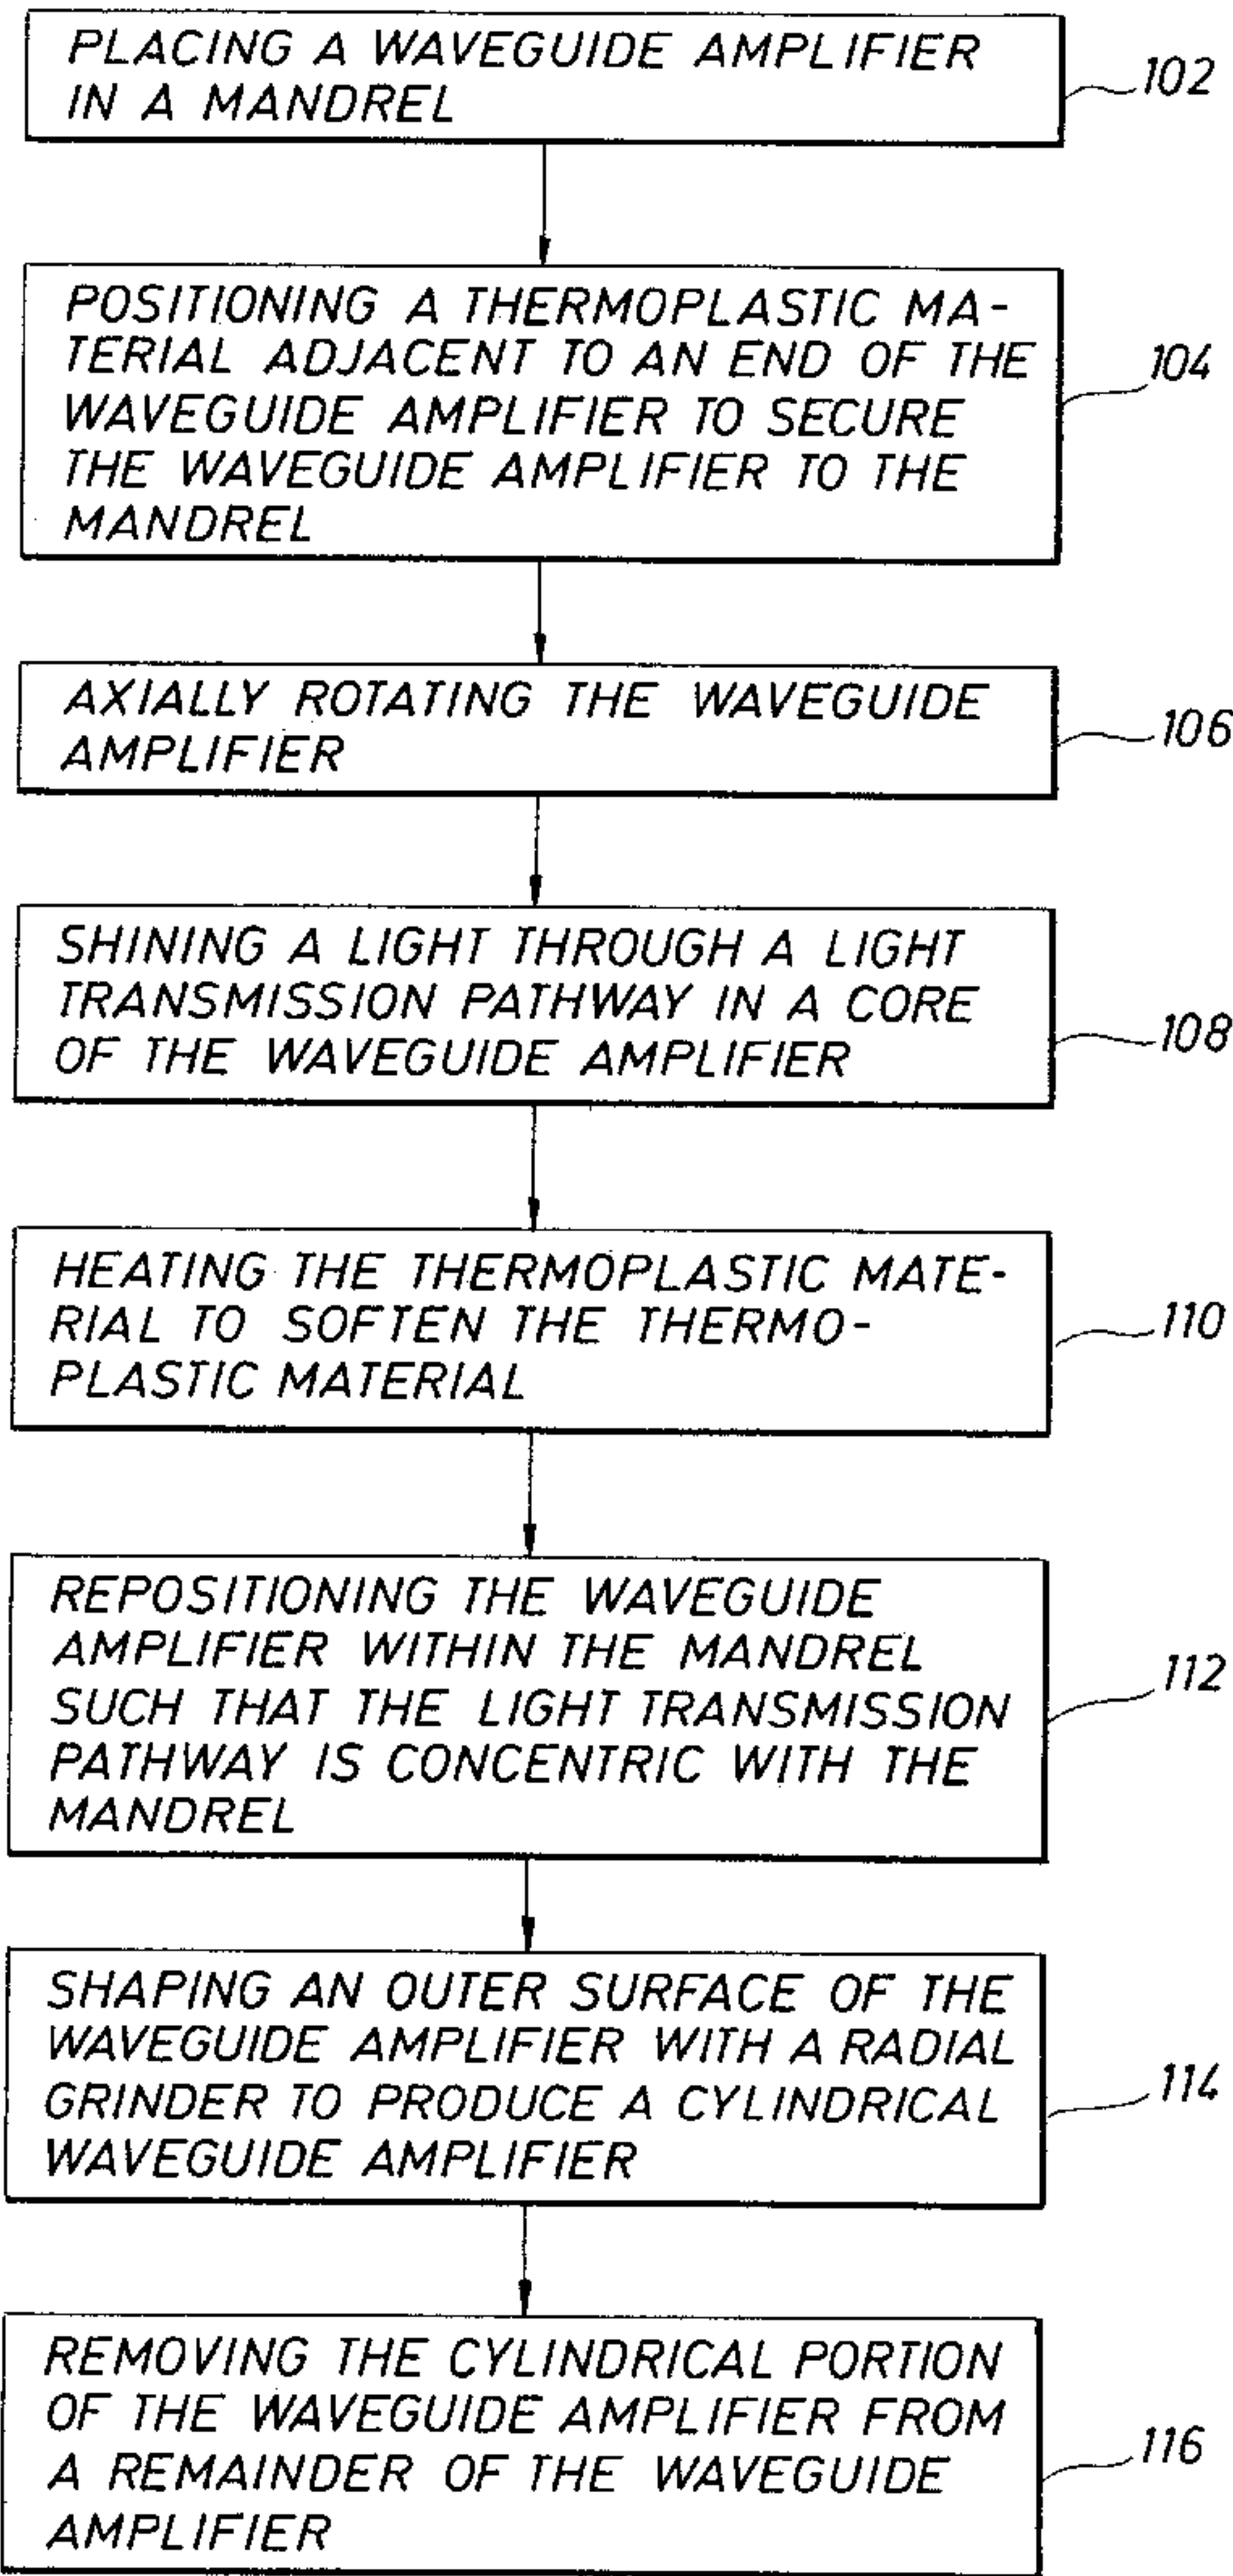 PLACING A WAVEGUIDE AMPLIFIER
IN A MANDREL
102
POSITIONING A THERMOPLASTIC MA-
TERIAL ADJACENT TO AN END OF THE
WAVEGUIDE AMPLIFIER TO SECURE
THE WAVEGUIDE AMPLIFIER TO THE
MANDREL
104
AXIALLY ROTATING THE WAVEGUIDE
AMPLIFIER
106
SHINING A LIGHT THROUGH A LIGHT
TRANSMISSION PATHWAY IN A CORE
OF THE WAVEGUIDE AMPLIFIER
108
HEATING THE THERMOPLASTIC MATE-
RIAL TO SOFTEN THE THERMO-
PLASTIC MATERIAL
110
REPOSITIONING THE WAVEGUIDE
AMPLIFIER WITHIN THE MANDREL
SUCH THAT THE LIGHT TRANSMISSION
PATHWAY IS CONCENTRIC WITH THE
MANDREL
112
SHAPING AN OUTER SURFACE OF THE
WAVEGUIDE AMPLIFIER WITH A RADIAL
GRINDER TO PRODUCE A CYLINDRICAL
WAVEGUIDE AMPLIFIER
114
REMOVING THE CYLINDRICAL PORTION
OF THE WAVEGUIDE AMPLIFIER FROM
A REMAINDER OF THE WAVEGUIDE
AMPLIFIER
116